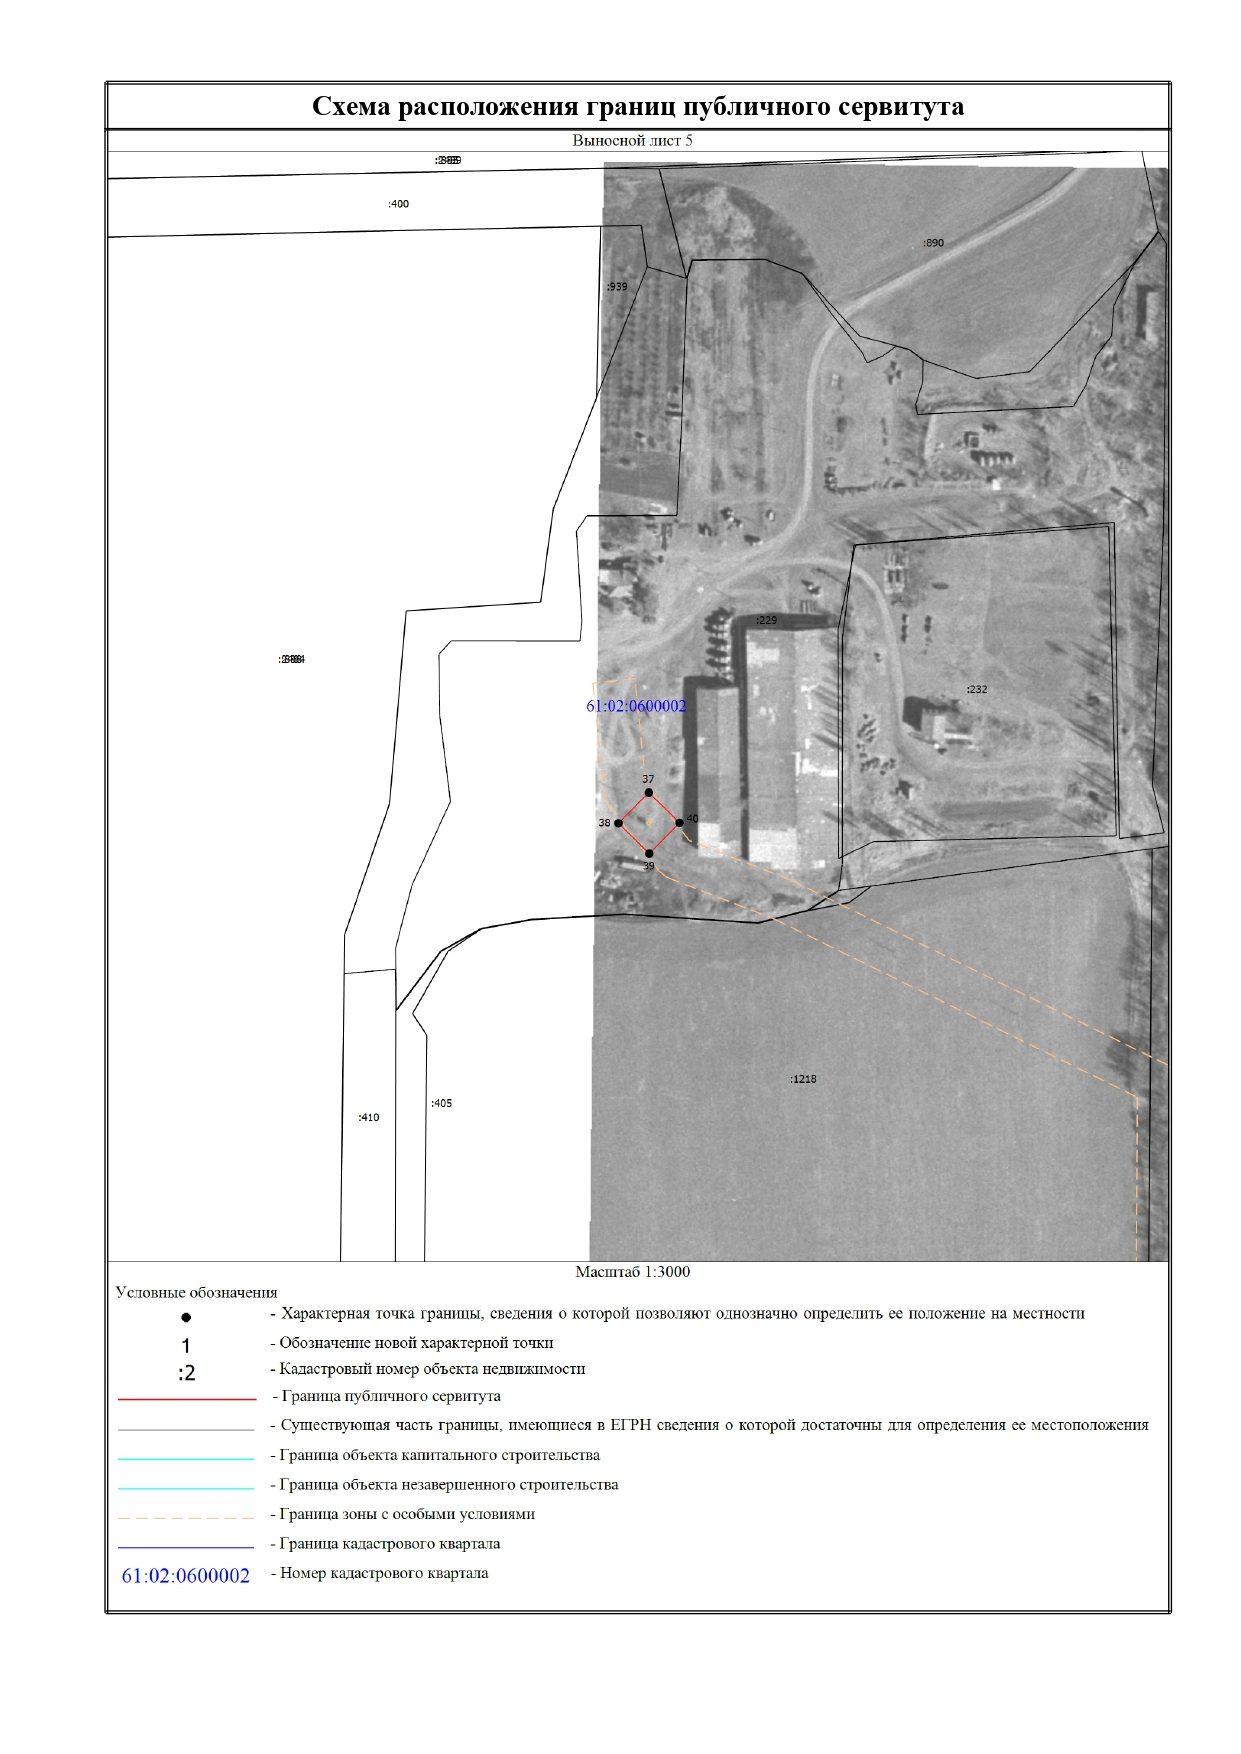 Схема расположения границ публичного сервитута
Выносной лист 5
:400
:890
:939
:229
:232
61:02:0600002
37
38
40
39
:1218
:405
:410
Масштаб 1:3000
Условные обозначения
- Характерная точка границы, сведения о которой позволяют однозначно определить ее положение на местности
1 - Обозначение новой характерной точки
:2 - Кадастровый номер объекта недвижимости
- Граница публичного сервитута
- Существующая часть границы, имеющиеся в ЕГРН сведения о которой достаточны для определения ее местоположения
- Граница объекта капитального строительства
- Граница объекта незавершенного строительства
- Граница зоны с особыми условиями
- Граница кадастрового квартала
61:02:0600002 - Номер кадастрового квартала